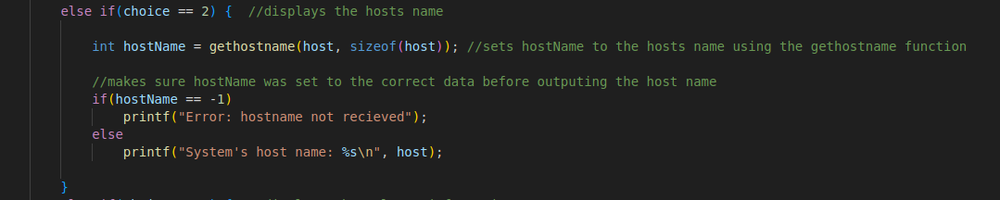 else if(choice == 2) {  //displays the hosts name
int hostName = gethostname(host, sizeof(host)); //sets hostName to the hosts name using the gethostname function
//makes sure hostName was set to the correct data before outputing the host name
if(hostName == -1)
printf("Error: hostname not recieved");
else
printf("System's host name: %s\n", host);
}